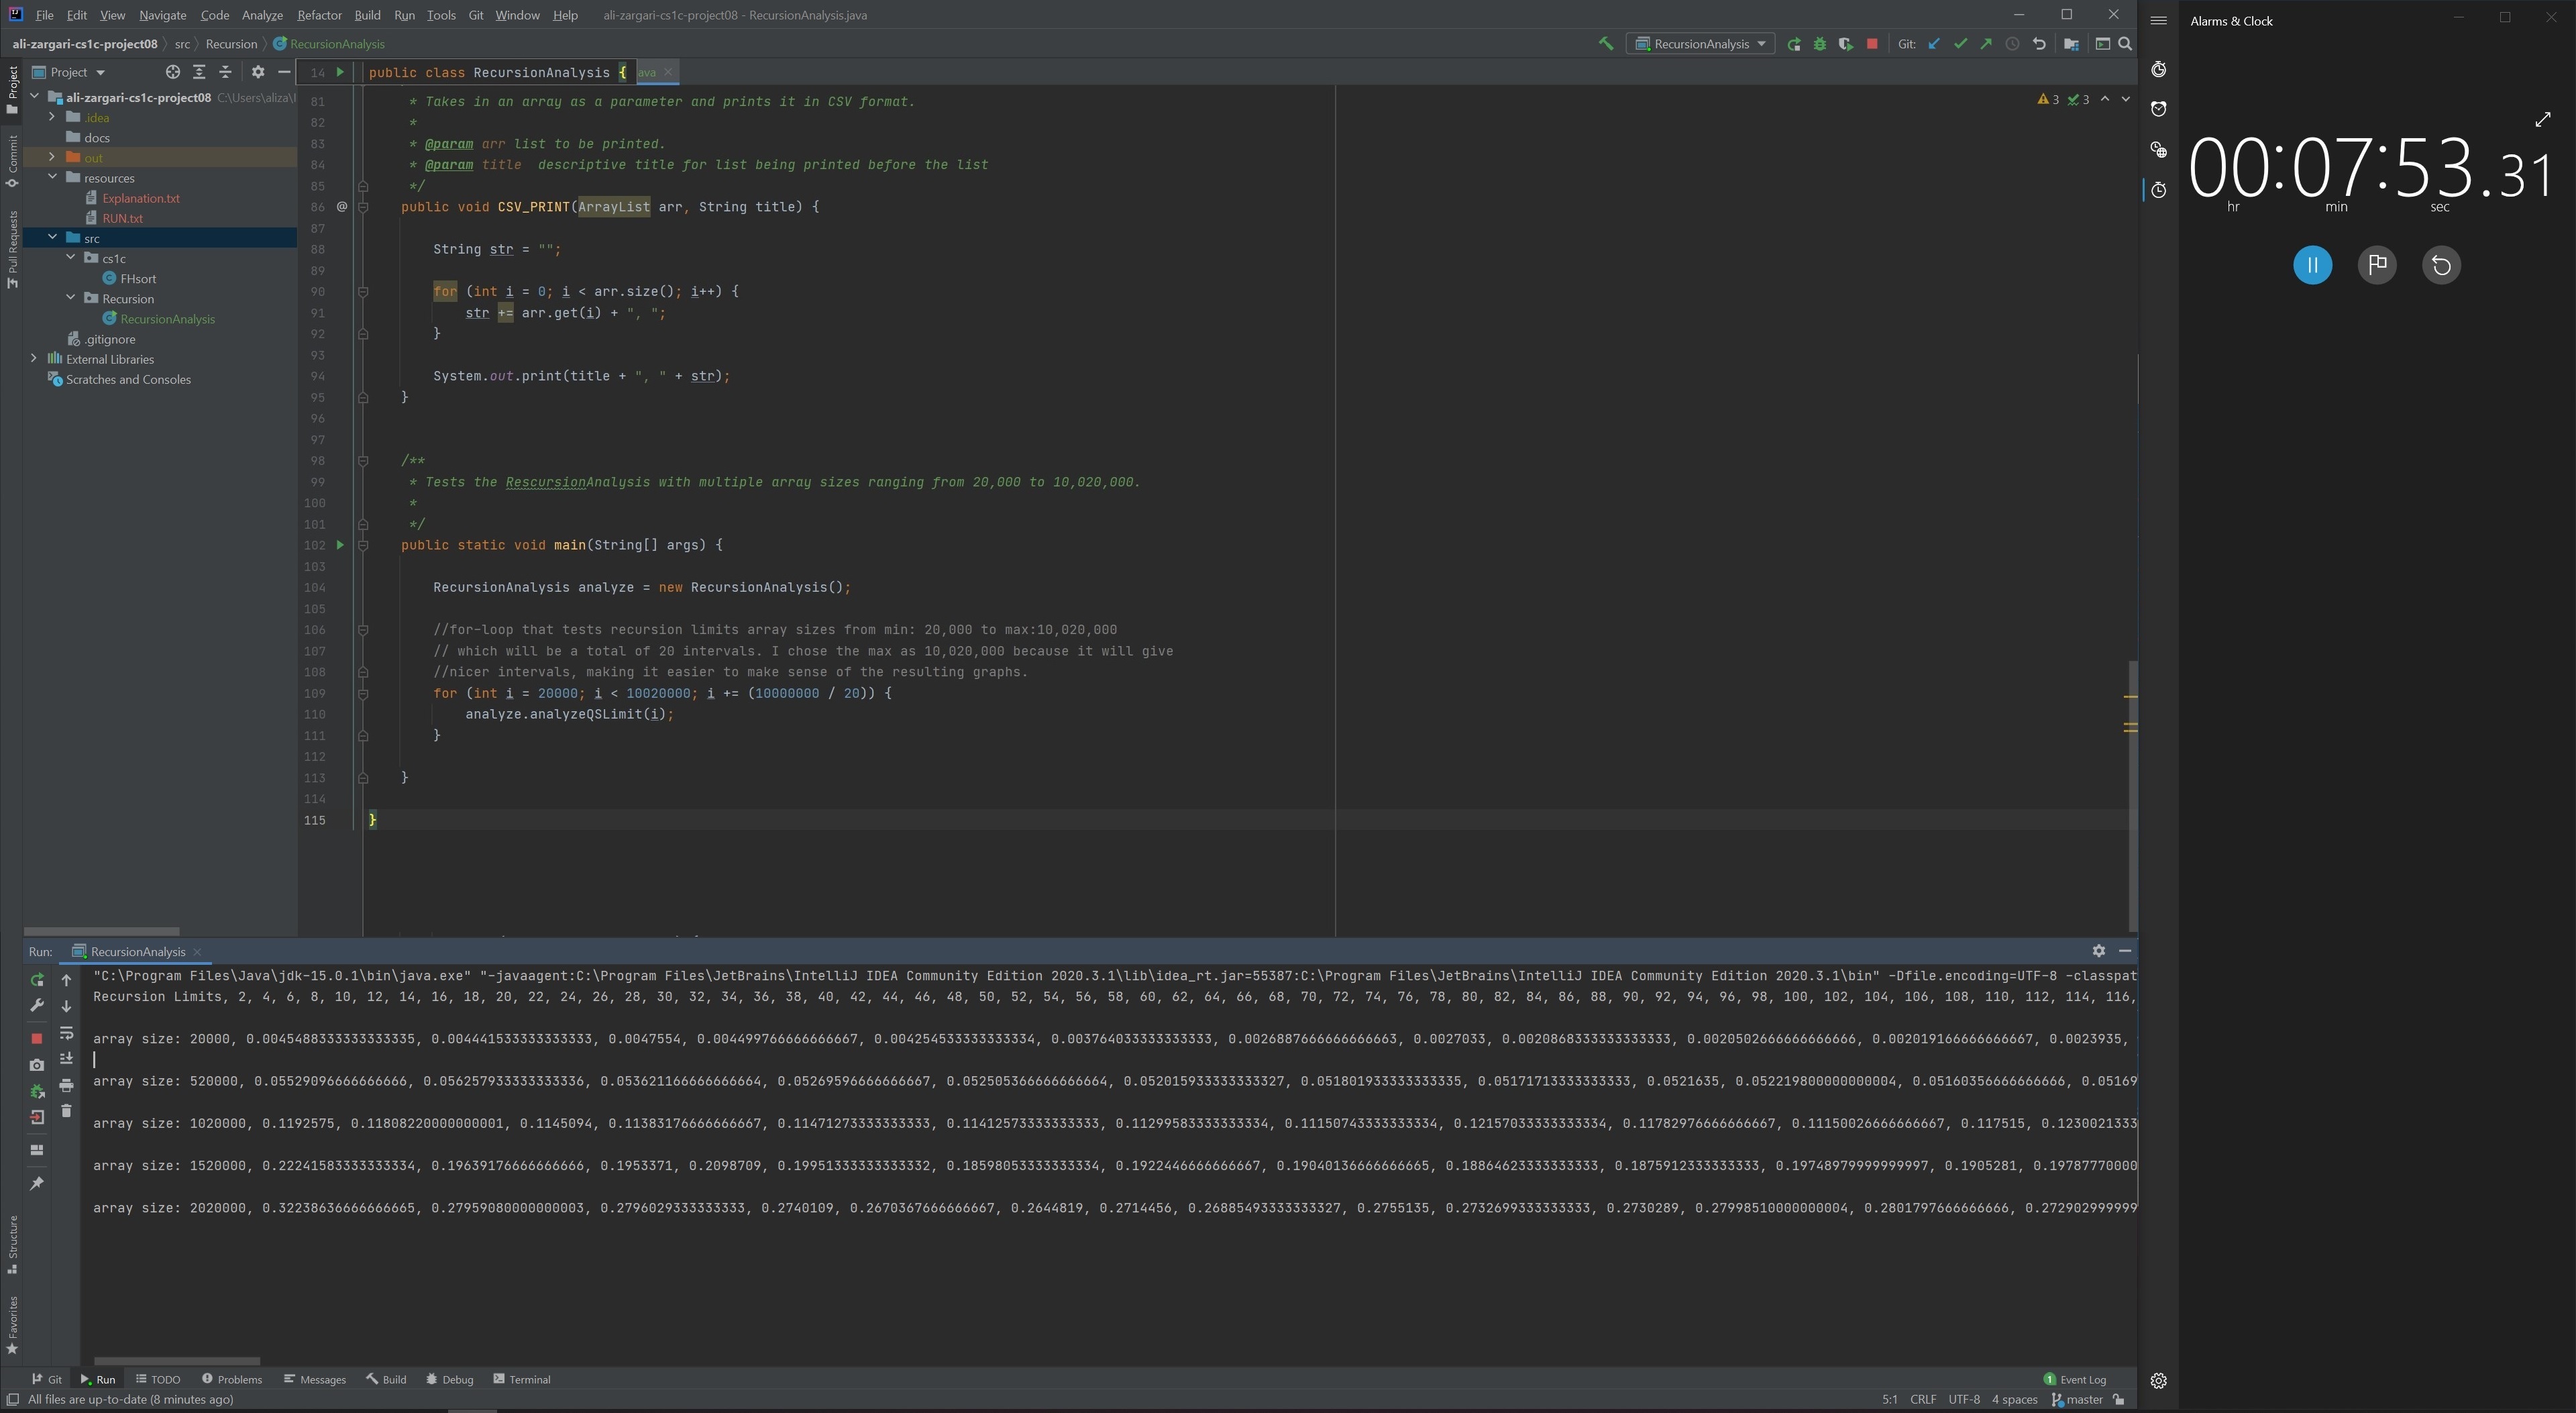 File Edit View Navigate Code Analyze Refactor Build Run Tools Git Window Help ali-zargari-cs1c-project08 - RecursionAnalysis.java
ali-zargari-cs1c-project08 src Recursion RecursionAnalysis
RecursionAnalysis Git:
Project
14 public class RecursionAnalysis { ava
ali-zargari-cs1c-project08 C:\Users\aliza\I
.idea
docs
out
resources
Explanation.txt
RUN.txt
src
cs1c
FHsort
Recursion
RecursionAnalysis
.gitignore
External Libraries
Scratches and Consoles
Project
Commit
Pull Requests
Structure
Favorites
3 3
81 * Takes in an array as a parameter and prints it in CSV format.
82 *
83 * @param arr list to be printed.
84 * @param title  descriptive title for list being printed before the list
85 */
86 @ public void CSV_PRINT(ArrayList arr, String title) {
87
88 String str = "";
89
90 for (int i = 0; i < arr.size(); i++) {
91 str += arr.get(i) + ", ";
92 }
93
94 System.out.print(title + ", " + str);
95 }
96
97
98 /**
99 * Tests the RescursionAnalysis with multiple array sizes ranging from 20,000 to 10,020,000.
100 *
101 */
102 public static void main(String[] args) {
103
104 RecursionAnalysis analyze = new RecursionAnalysis();
105
106 //for-loop that tests recursion limits array sizes from min: 20,000 to max:10,020,000
107 // which will be a total of 20 intervals. I chose the max as 10,020,000 because it will give
108 //nicer intervals, making it easier to make sense of the resulting graphs.
109 for (int i = 20000; i < 10020000; i += (10000000 / 20)) {
110 analyze.analyzeQSLimit(i);
111 }
112
113 }
114
115 }
Run: RecursionAnalysis
"C:\Program Files\Java\jdk-15.0.1\bin\java.exe" "-javaagent:C:\Program Files\JetBrains\IntelliJ IDEA Community Edition 2020.3.1\lib\idea_rt.jar=55387:C:\Program Files\JetBrains\IntelliJ IDEA Community Edition 2020.3.1\bin" -Dfile.encoding=UTF-8 -classpat
Recursion Limits, 2, 4, 6, 8, 10, 12, 14, 16, 18, 20, 22, 24, 26, 28, 30, 32, 34, 36, 38, 40, 42, 44, 46, 48, 50, 52, 54, 56, 58, 60, 62, 64, 66, 68, 70, 72, 74, 76, 78, 80, 82, 84, 86, 88, 90, 92, 94, 96, 98, 100, 102, 104, 106, 108, 110, 112, 114, 116,
array size: 20000, 0.0045488333333333335, 0.004441533333333333, 0.0047554, 0.004499766666666667, 0.004254533333333334, 0.003764033333333333, 0.0026887666666666663, 0.0027033, 0.0020868333333333333, 0.0020502666666666666, 0.002019166666666667, 0.0023935,
array size: 520000, 0.05529096666666666, 0.056257933333333336, 0.053621166666666664, 0.05269596666666667, 0.052505366666666664, 0.052015933333333327, 0.051801933333333335, 0.05171713333333333, 0.0521635, 0.052219800000000004, 0.05160356666666666, 0.05169
array size: 1020000, 0.1192575, 0.11808220000000001, 0.1145094, 0.11383176666666667, 0.11471273333333333, 0.11412573333333333, 0.11299583333333334, 0.11150743333333334, 0.12157033333333334, 0.11782976666666667, 0.11150026666666667, 0.117515, 0.1230021333
array size: 1520000, 0.22241583333333334, 0.19639176666666666, 0.1953371, 0.2098709, 0.19951333333333332, 0.18598053333333334, 0.1922446666666667, 0.19040136666666665, 0.18864623333333333, 0.1875912333333333, 0.19748979999999997, 0.1905281, 0.19787770000
array size: 2020000, 0.32238636666666665, 0.27959080000000003, 0.2796029333333333, 0.2740109, 0.2670367666666667, 0.2644819, 0.2714456, 0.26885493333333327, 0.2755135, 0.2732699333333333, 0.2730289, 0.27998510000000004, 0.2801797666666666, 0.272902999999
Git Run TODO Problems Messages Build Debug Terminal 1 Event Log
All files are up-to-date (8 minutes ago) 5:1 CRLF UTF-8 4 spaces master
Alarms & Clock
00:07:53.31
hr min sec